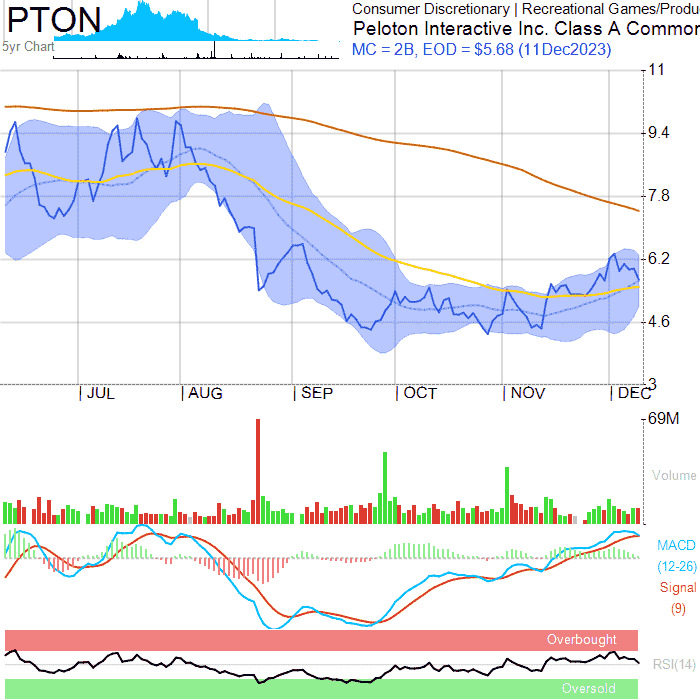 PTON
Consumer Discretionary | Recreational Games/Produ
5yr Chart
Peloton Interactive Inc. Class A Common
MC = 2B, EOD = $5.68 (11Dec2023)
11
9.4
7.8
6.2
4.6
3
JUL AUG SEP OCT NOV DEC
69M
Volume
MACD
(12-26)
Signal
(9)
Overbought
RSI(14)
Oversold